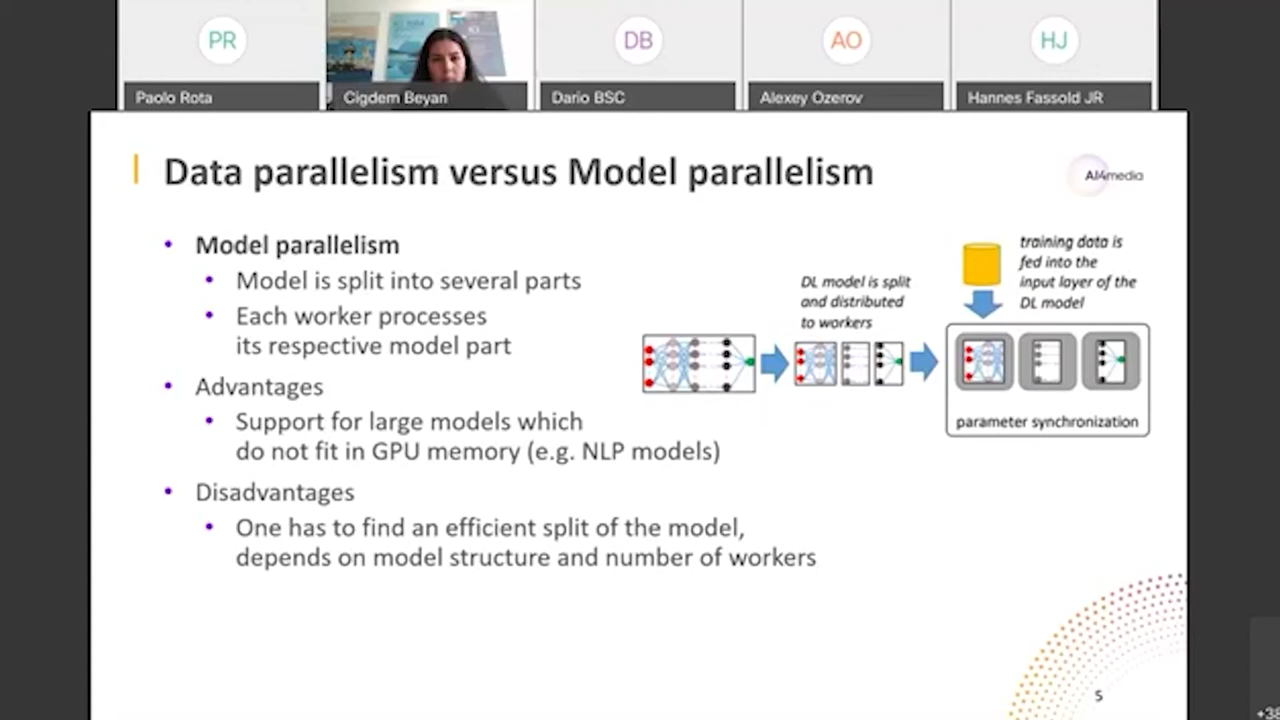 PR
DB
AO
HJ
Paolo Rota
Cigdem Beyan
Dario BSC
Alexey Ozerov
Hannes Fassold JR
Data parallelism versus Model parallelism
AI4media
• Model parallelism
• Model is split into several parts
• Each worker processes
its respective model part
• Advantages
• Support for large models which
do not fit in GPU memory (e.g. NLP models)
• Disadvantages
• One has to find an efficient split of the model,
depends on model structure and number of workers
DL model is split
and distributed
to workers
training data is
fed into the
input layer of the
DL model
parameter synchronization
5